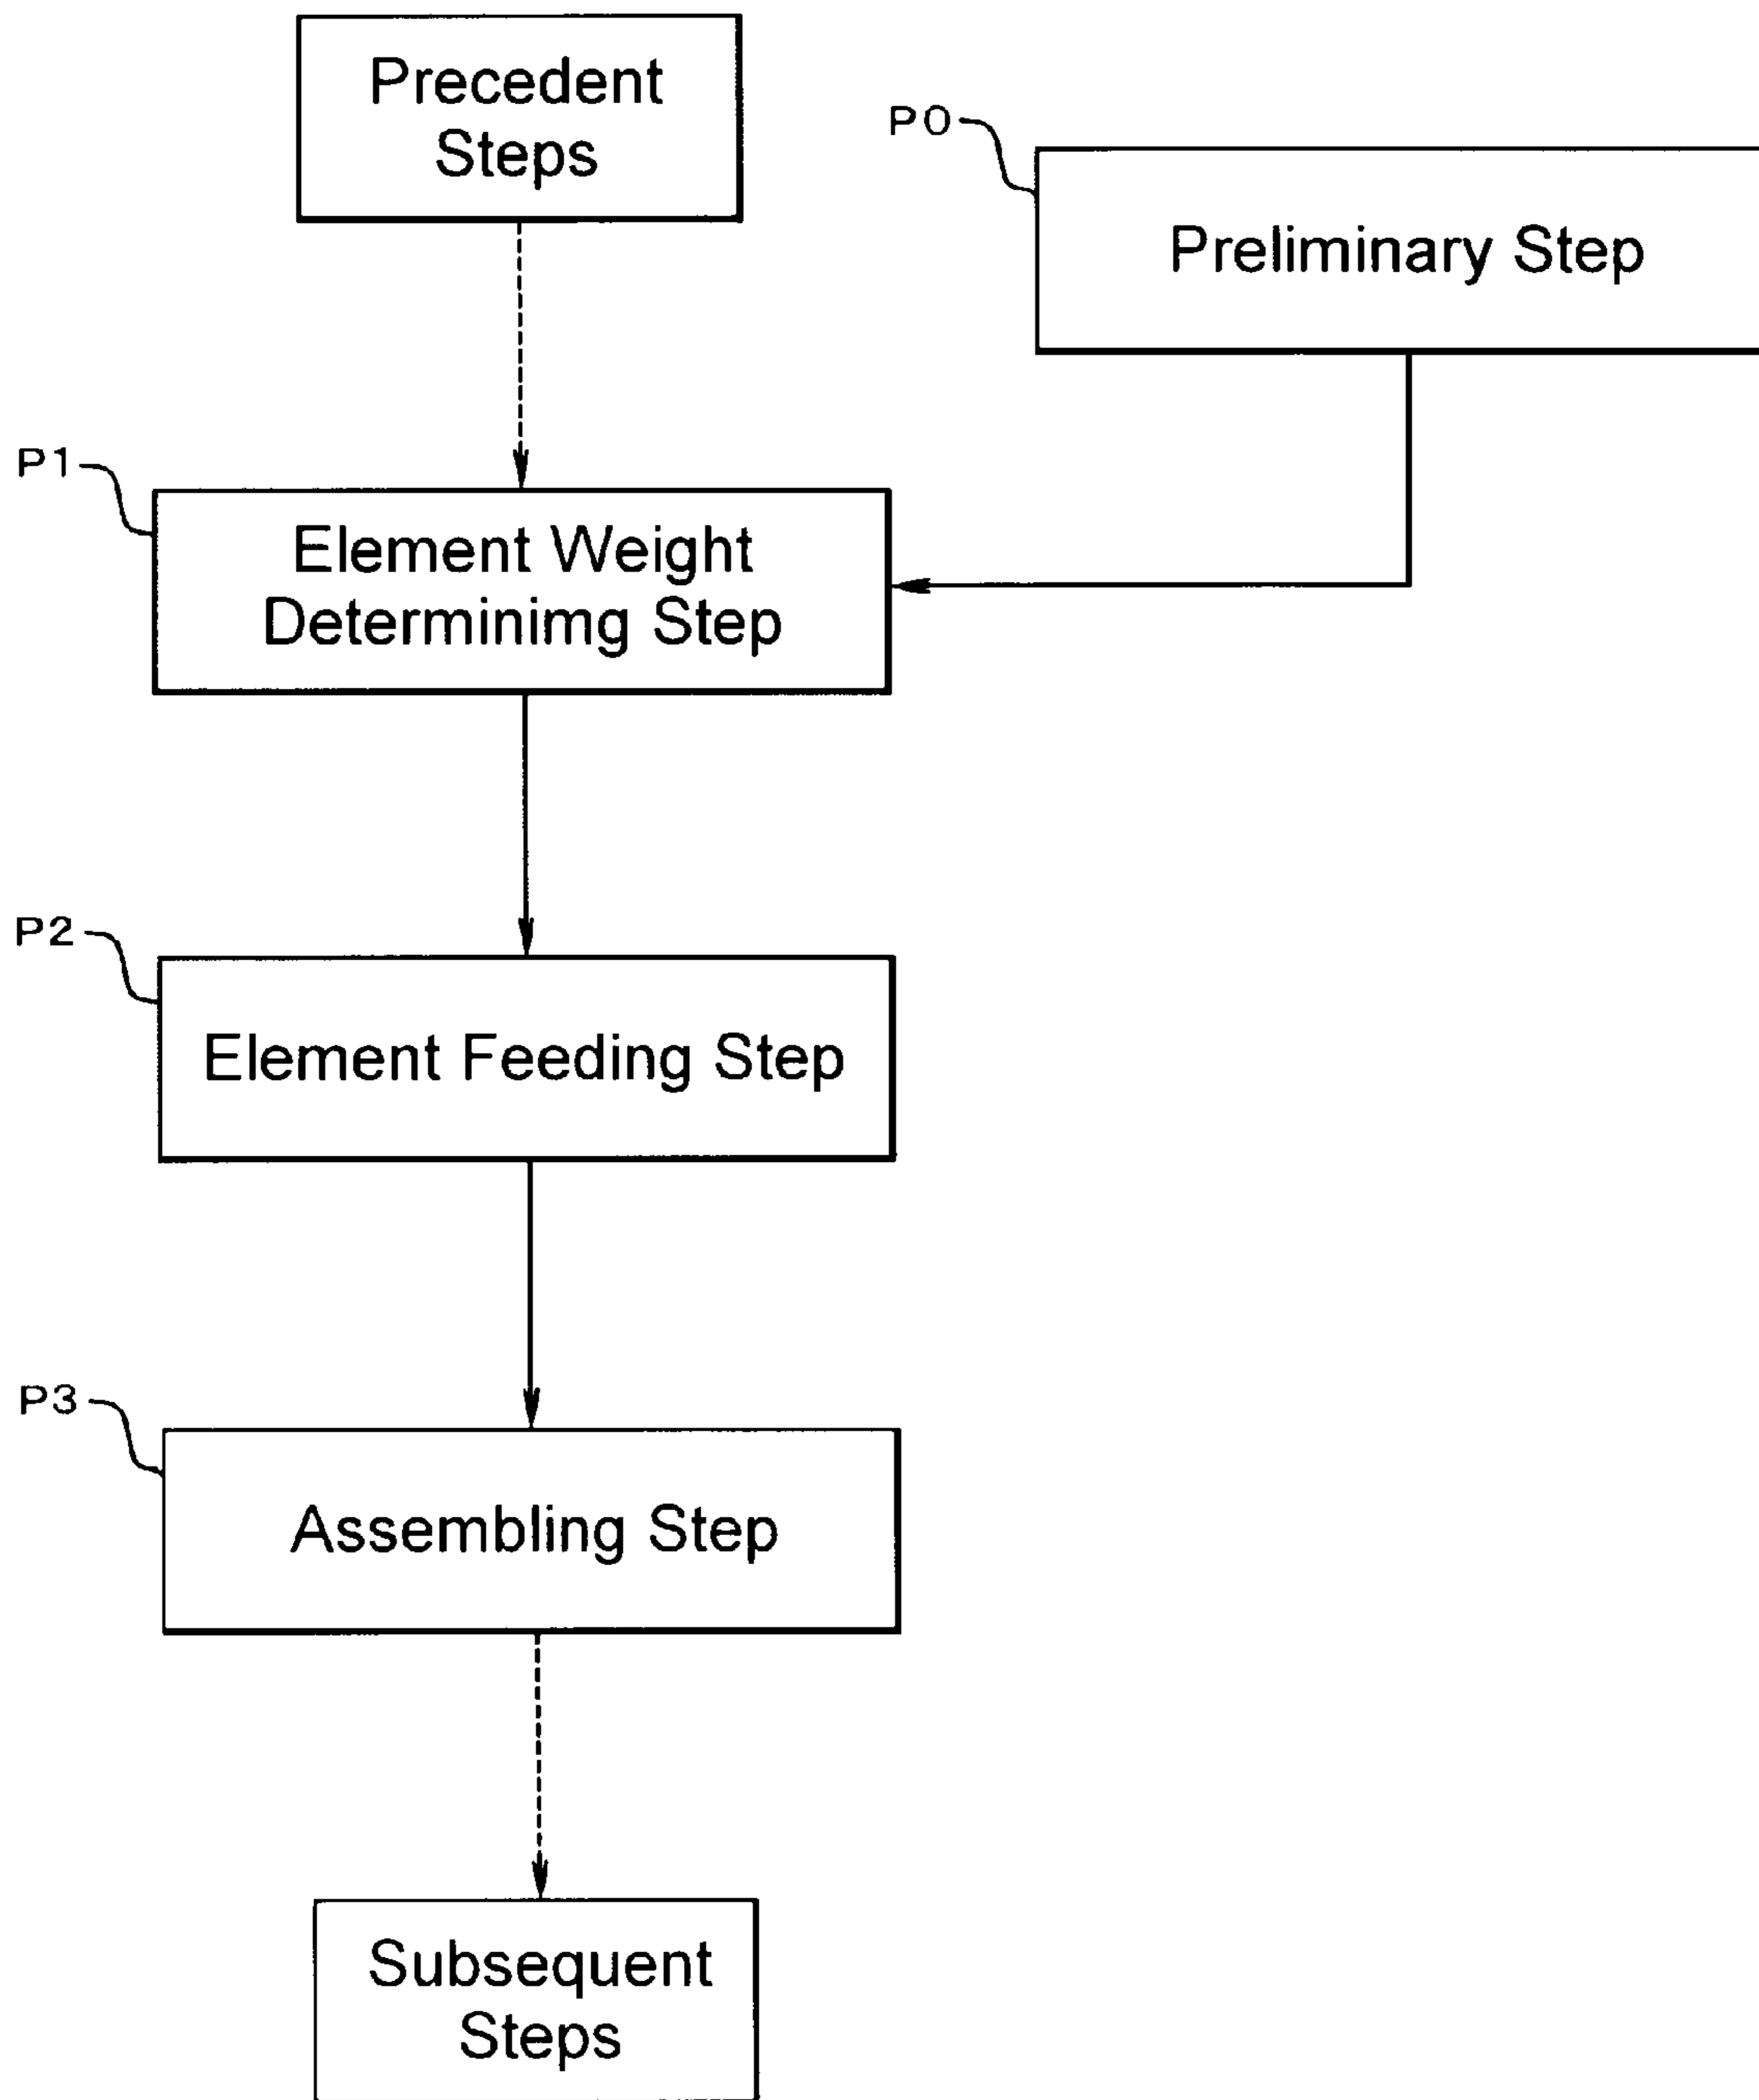 Precedent
Steps
P0
Preliminary Step
P1
Element Weight
Determinimg Step
P2
Element Feeding Step
P3
Assembling Step
Subsequent
Steps